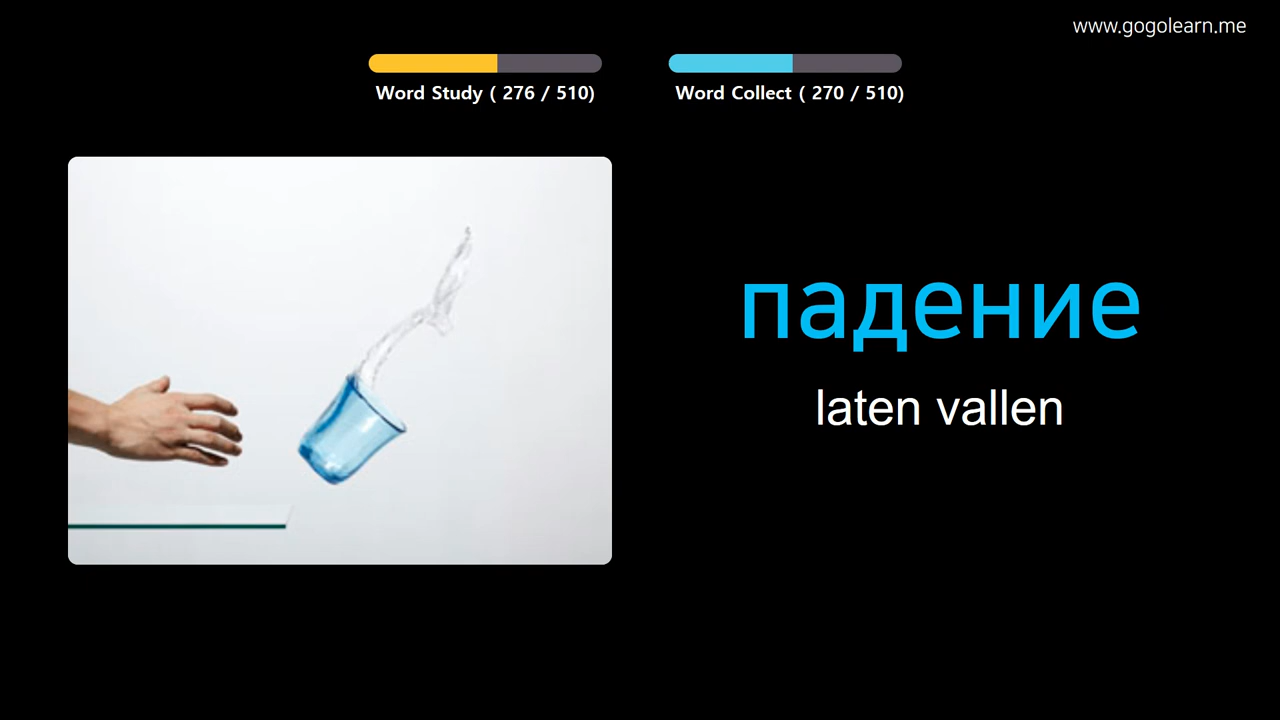 www.gogolearn.me
Word Study ( 276 / 510)
Word Collect ( 270 / 510)
падение
laten vallen